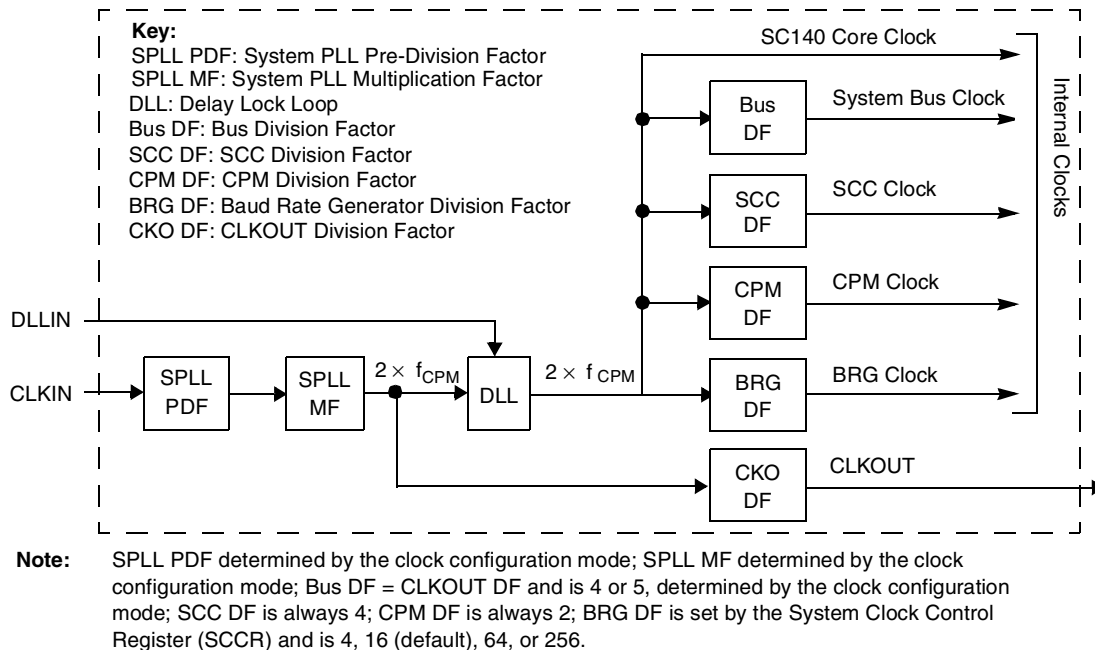 Key:
SPLL PDF: System PLL Pre-Division Factor
SPLL MF: System PLL Multiplication Factor
DLL: Delay Lock Loop
Bus DF: Bus Division Factor
SCC DF: SCC Division Factor
CPM DF: CPM Division Factor
BRG DF: Baud Rate Generator Division Factor
CKO DF: CLKOUT Division Factor
SC140 Core Clock
Bus
DF
System Bus Clock
SCC
DF
SCC Clock
CPM
DF
CPM Clock
BRG
DF
BRG Clock
Internal Clocks
DLLIN
CLKIN
SPLL
PDF
SPLL
MF
2 × fCPM
DLL
2 × f CPM
CKO
DF
CLKOUT
Note: SPLL PDF determined by the clock configuration mode; SPLL MF determined by the clock
configuration mode; Bus DF = CLKOUT DF and is 4 or 5, determined by the clock configuration
mode; SCC DF is always 4; CPM DF is always 2; BRG DF is set by the System Clock Control
Register (SCCR) and is 4, 16 (default), 64, or 256.